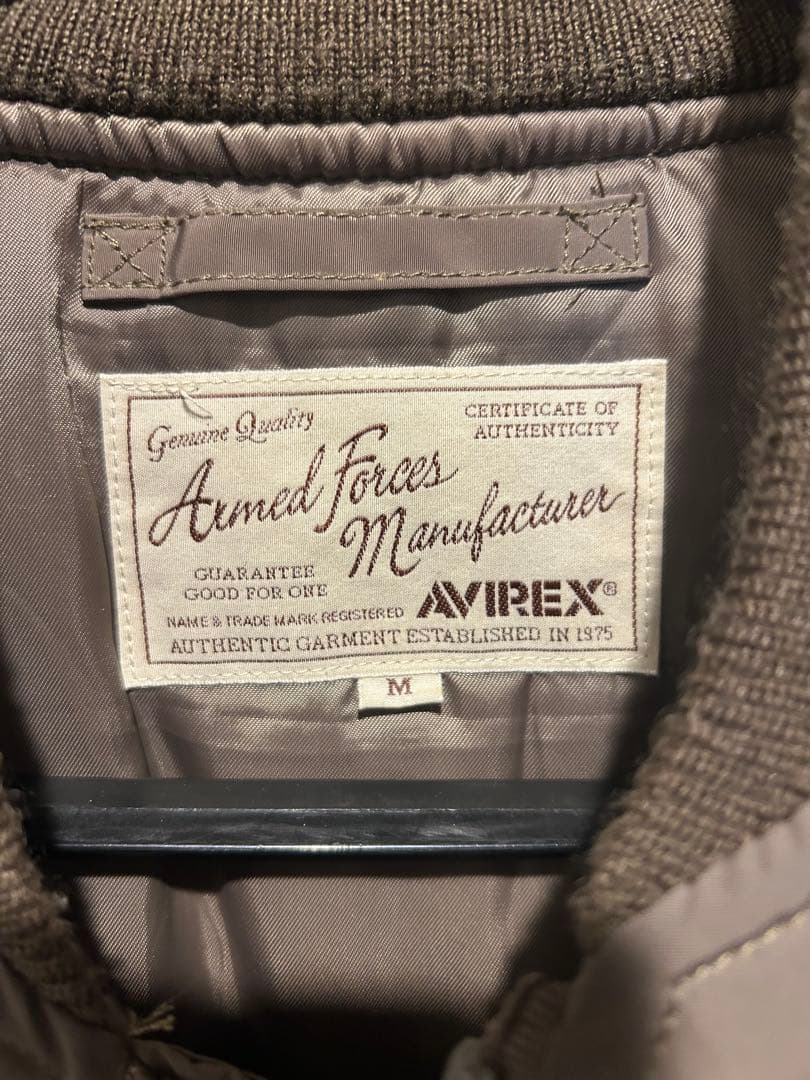 Genuine Quality
CERTIFICATE OF
AUTHENTICITY
Armed Forces
Manufacturer
GUARANTEE
GOOD FOR ONE
AVIREX®
NAME & TRADE MARK REGISTERED
AUTHENTIC GARMENT ESTABLISHED IN 1975
M